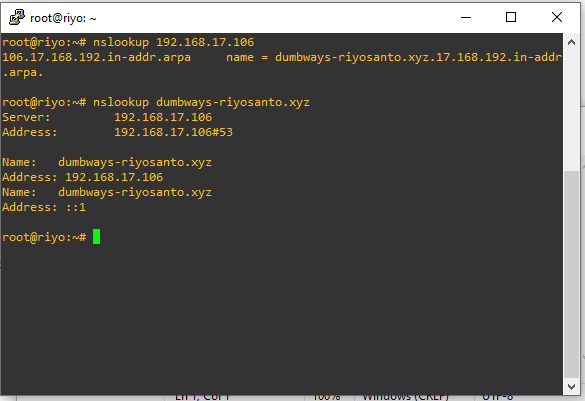 root@riyo: ~
root@riyo:~# nslookup 192.168.17.106
106.17.168.192.in-addr.arpa     name = dumbways-riyosanto.xyz.17.168.192.in-addr
.arpa.
root@riyo:~# nslookup dumbways-riyosanto.xyz
Server:         192.168.17.106
Address:        192.168.17.106#53
Name:   dumbways-riyosanto.xyz
Address: 192.168.17.106
Name:   dumbways-riyosanto.xyz
Address: ::1
root@riyo:~#
Ln 1, Col 1 100% Windows (CRLF) UTF-8